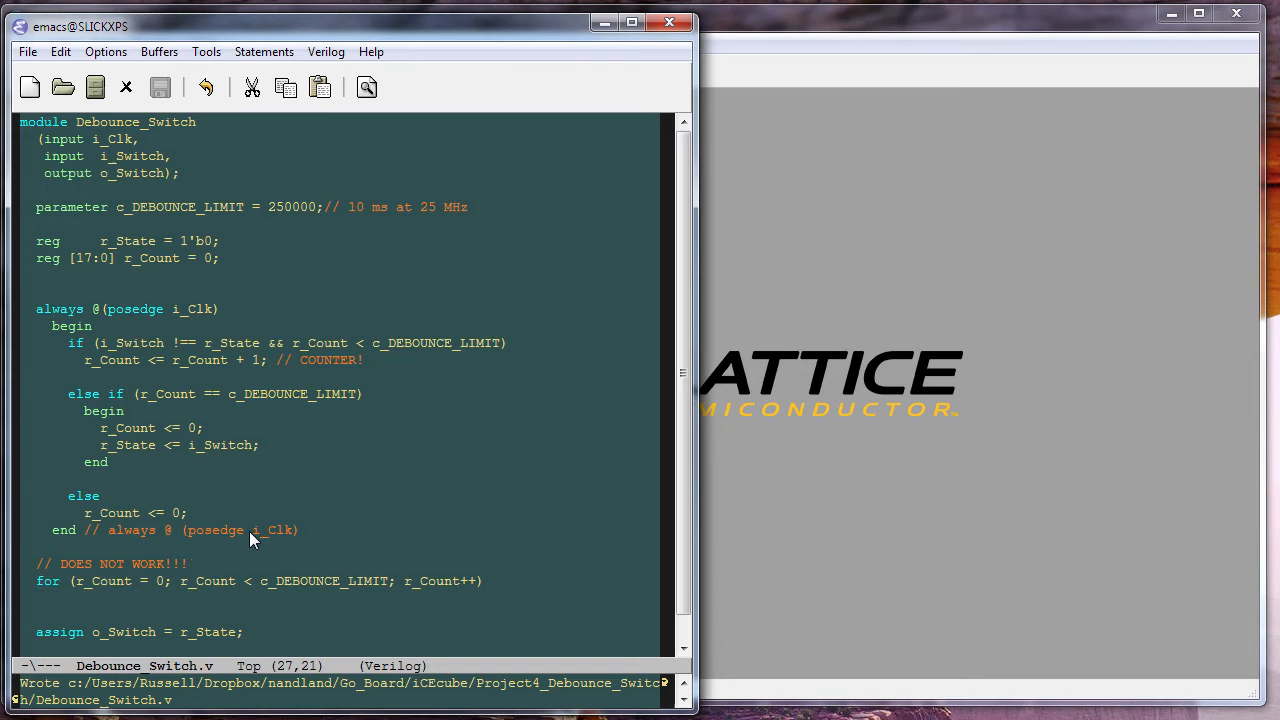 emacs@SLICKXPS
File Edit Options Buffers Tools Statements Verilog Help
module Debounce_Switch
(input i_Clk,
input i_Switch,
output o_Switch);
parameter c_DEBOUNCE_LIMIT = 250000;// 10 ms at 25 MHz
reg r_State = 1'b0;
reg [17:0] r_Count = 0;
always @(posedge i_Clk)
begin
if (i_Switch !== r_State && r_Count < c_DEBOUNCE_LIMIT)
r_Count <= r_Count + 1; // COUNTER!
else if (r_Count == c_DEBOUNCE_LIMIT)
begin
r_Count <= 0;
r_State <= i_Switch;
end
else
r_Count <= 0;
end // always @ (posedge i_Clk)
// DOES NOT WORK!!!`
for (r_Count = 0; r_Count < c_DEBOUNCE_LIMIT; r_Count++)
assign o_Switch = r_State;
-\--- Debounce_Switch.v Top (27,21) (Verilog)
Wrote c:/Users/Russell/Dropbox/nandland/Go_Board/iCEcube/Project4_Debounce_Switc
h/Debounce_Switch.v
ATTICE
MICONDUCTOR™